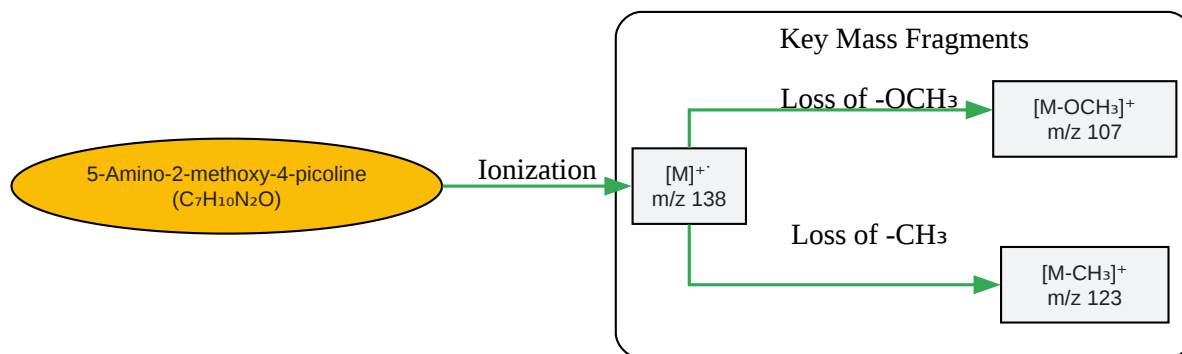 Key Mass Fragments
Loss of -OCH₃
[M-OCH₃]⁺
m/z 107
5-Amino-2-methoxy-4-picoline
(C₇H₁₀N₂O)
Ionization
[M]⁺˙
m/z 138
Loss of -CH₃
[M-CH₃]⁺
m/z 123